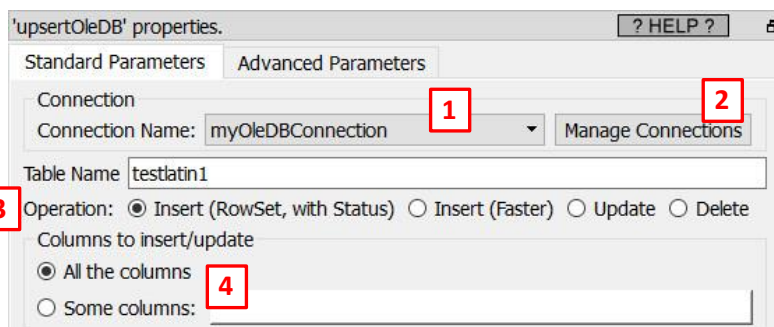 'upsertOleDB' properties. ? HELP ?
Standard Parameters Advanced Parameters
Connection 1 2
Connection Name: myOleDBConnection Manage Connections
Table Name testlatin1
3 Operation: Insert (RowSet, with Status) Insert (Faster) Update Delete
Columns to insert/update
All the columns 4
Some columns: